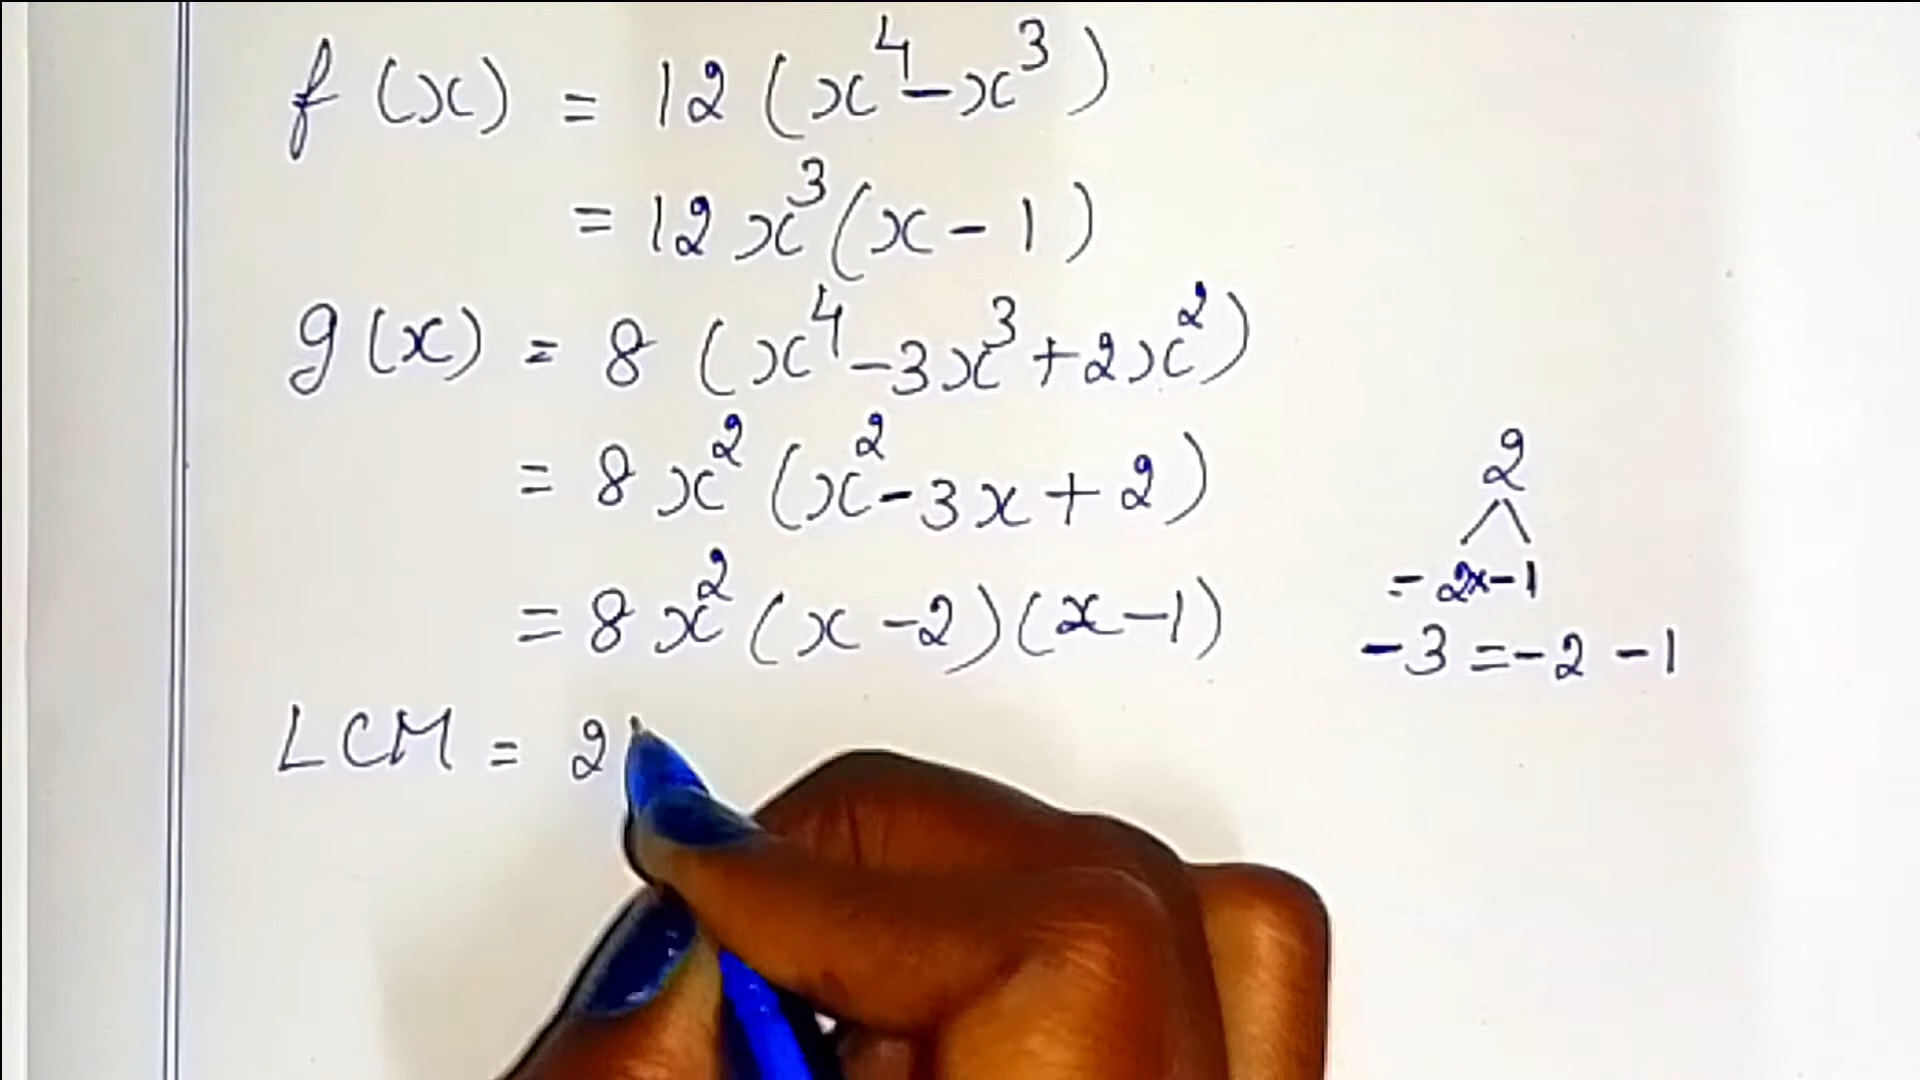 f(x) = 12(x⁴-x³)
= 12x³(x-1)
g(x) = 8(x⁴-3x³+2x²)
= 8x²(x²-3x+2)
= 8x²(x-2)(x-1)
LCM = 2
2
-2x-1
-3=-2-1